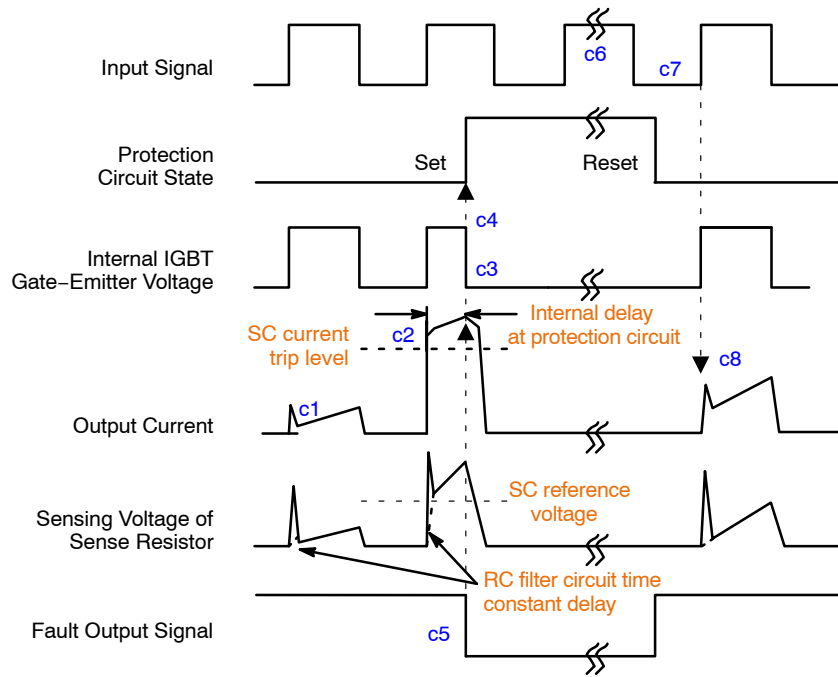 Input Signal
c6
c7
Protection
Circuit State
Set
Reset
c4
Internal IGBT
Gate−Emitter Voltage
c3
SC current
trip level
c2
Internal delay
at protection circuit
c8
Output Current
c1
Sensing Voltage of
Sense Resistor
SC reference
voltage
RC filter circuit time
constant delay
Fault Output Signal
c5